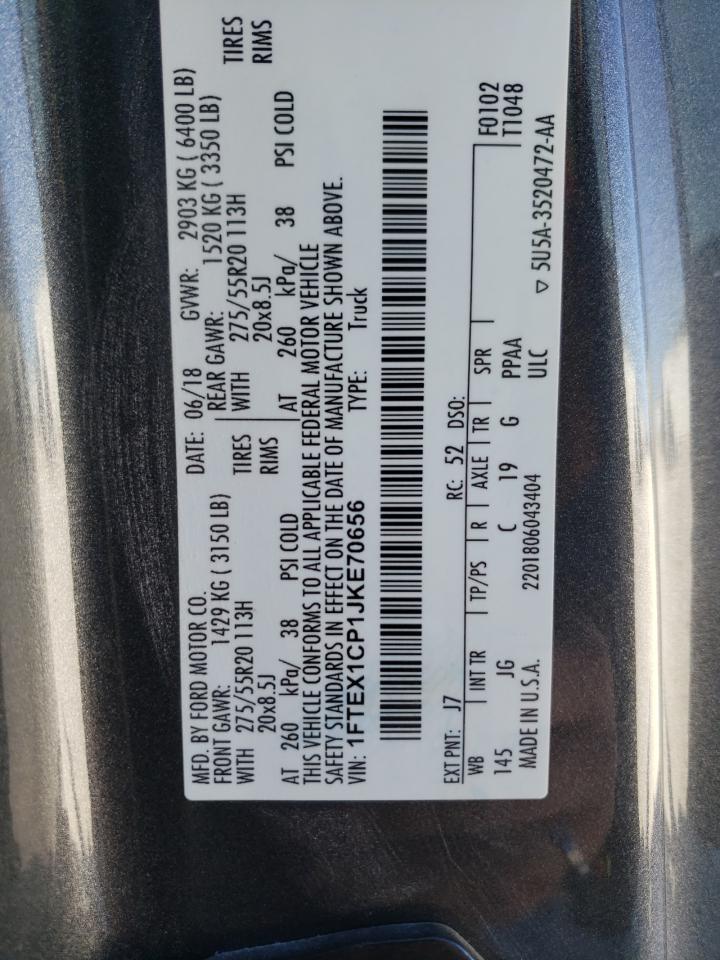 MFD. BY FORD MOTOR CO. DATE: 06/18 GVWR: 2903 KG ( 6400 LB)
FRONT GAWR: 1429 KG ( 3150 LB) REAR GAWR: 1520 KG ( 3350 LB)
WITH 275/55R20 113H TIRES WITH 275/55R20 113H TIRES
20x8.5J RIMS 20x8.5J RIMS
AT 260 kPa/ 38 PSI COLD AT 260 kPa/ 38 PSI COLD
THIS VEHICLE CONFORMS TO ALL APPLICABLE FEDERAL MOTOR VEHICLE
SAFETY STANDARDS IN EFFECT ON THE DATE OF MANUFACTURE SHOWN ABOVE.
VIN: 1FTEX1CP1JKE70656 TYPE: Truck
EXT PNT: J7 RC: 52 DSO:
WB INT TR TP/PS R AXLE TR SPR F0102
145 JG C 19 G PPAA T1048
MADE IN U.S.A. 2201806043404 ULC
▽ 5U5A-3520472-AA